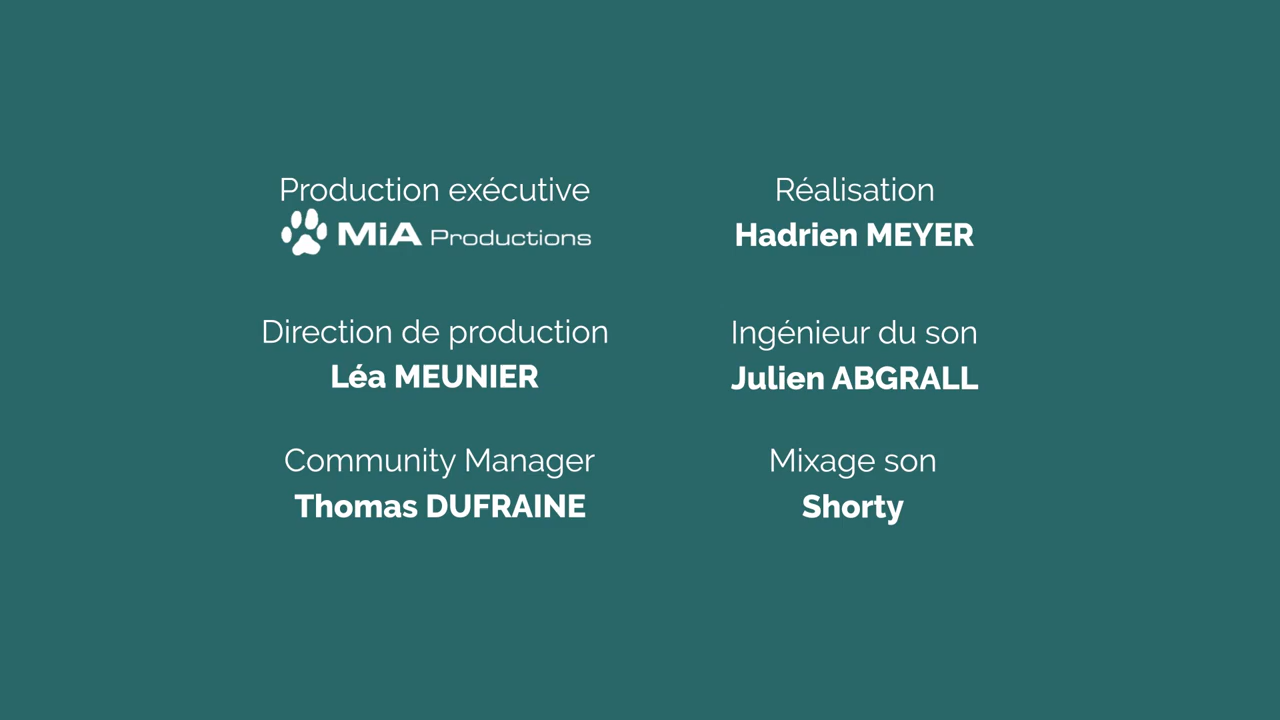 Production exécutive
MiA Productions
Direction de production
Léa MEUNIER
Community Manager
Thomas DUFRAINE
Réalisation
Hadrien MEYER
Ingénieur du son
Julien ABGRALL
Mixage son
Shorty